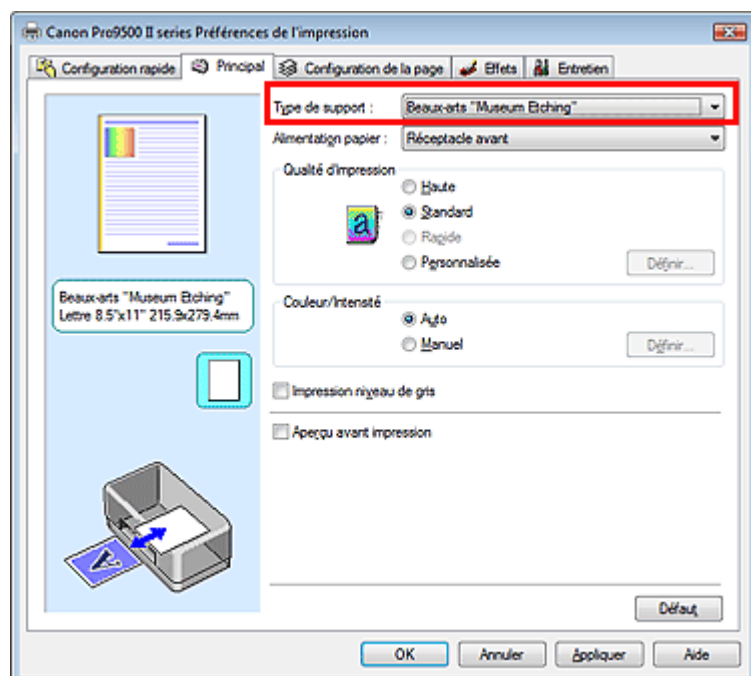 Canon Pro9500 II series Préférences de l'impression
Configuration rapide Principal Configuration de la page Effets Entretien
Type de support : Beaux-arts "Museum Etching"
Alimentation papier : Réceptacle avant
Qualité d'impression
Haute
Standard
Rapide
Personnalisée Définir...
Beaux-arts "Museum Etching"
Lettre 8.5"x11" 215.9x279.4mm
Couleur/Intensité
Auto
Manuel Définir...
Impression niveau de gris
Aperçu avant impression
Défaut
OK Annuler Appliquer Aide